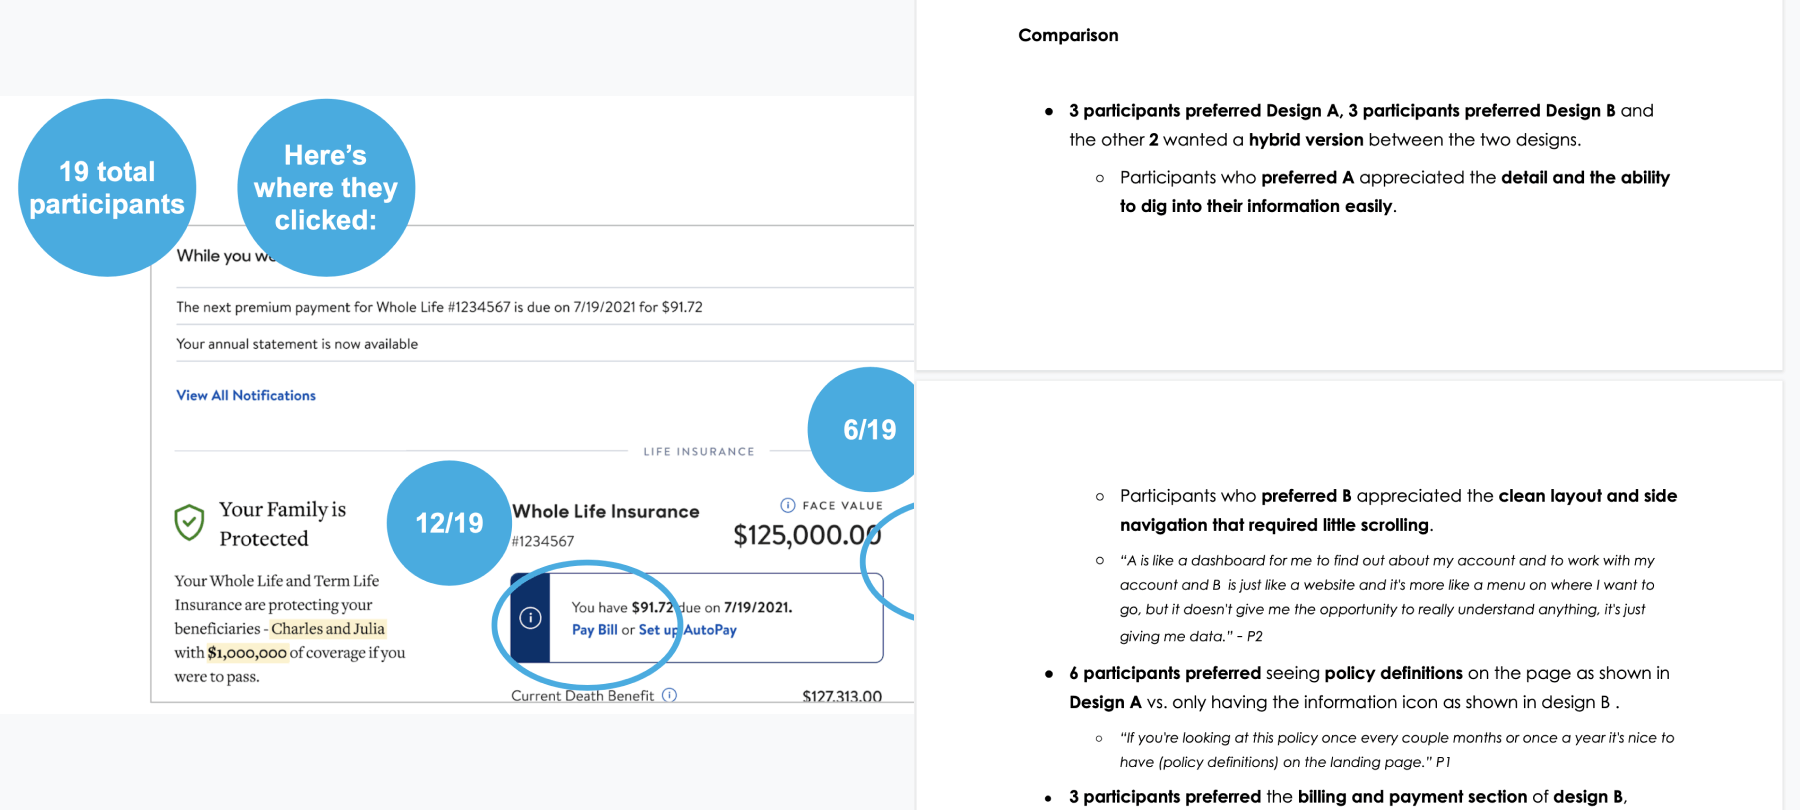 19 total
participants
Here's
where they
clicked:
While you we
The next premium payment for Whole Life #1234567 is due on 7/19/2021 for $91.72
Your annual statement is now available
View All Notifications
6/19
LIFE INSURANCE
Your Family is
Protected
12/19
Whole Life Insurance
#1234567
FACE VALUE
$125,000.00
Your Whole Life and Term Life
Insurance are protecting your
beneficiaries - Charles and Julia
with $1,000,000 of coverage if you
were to pass.
You have $91.72 due on 7/19/2021.
Pay Bill or Set up AutoPay
Current Death Benefit
$127,313.00
Comparison
3 participants preferred Design A, 3 participants preferred Design B and
the other 2 wanted a hybrid version between the two designs.
Participants who preferred A appreciated the detail and the ability
to dig into their information easily.
Participants who preferred B appreciated the clean layout and side
navigation that required little scrolling.
“A is like a dashboard for me to find out about my account and to work with my
account and B is just like a website and it's more like a menu on where I want to
go, but it doesn't give me the opportunity to really understand anything, it's just
giving me data.” - P2
6 participants preferred seeing policy definitions on the page as shown in
Design A vs. only having the information icon as shown in design B .
“If you're looking at this policy once every couple months or once a year it's nice to
have (policy definitions) on the landing page.” P1
3 participants preferred the billing and payment section of design B,